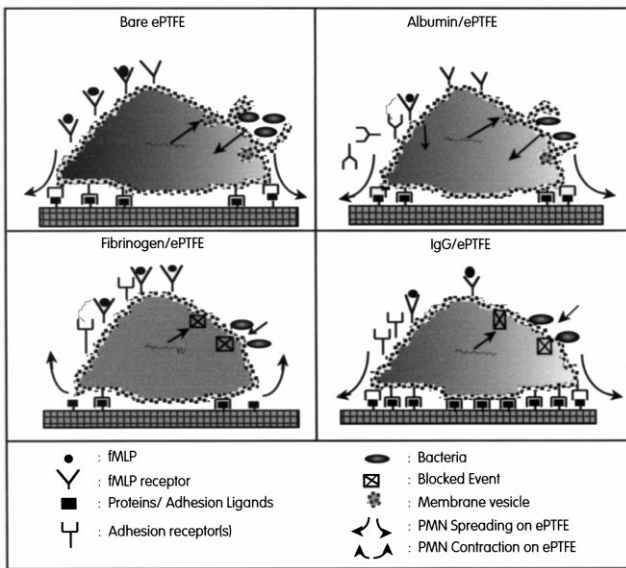 Bare ePTFE
Albumin/ePTFE
Fibrinogen/ePTFE
IgG/ePTFE
: fMLP
: fMLP receptor
: Proteins/ Adhesion Ligands
: Adhesion receptor(s)
: Bacteria
: Blocked Event
: Membrane vesicle
: PMN Spreading on ePTFE
: PMN Contraction on ePTFE